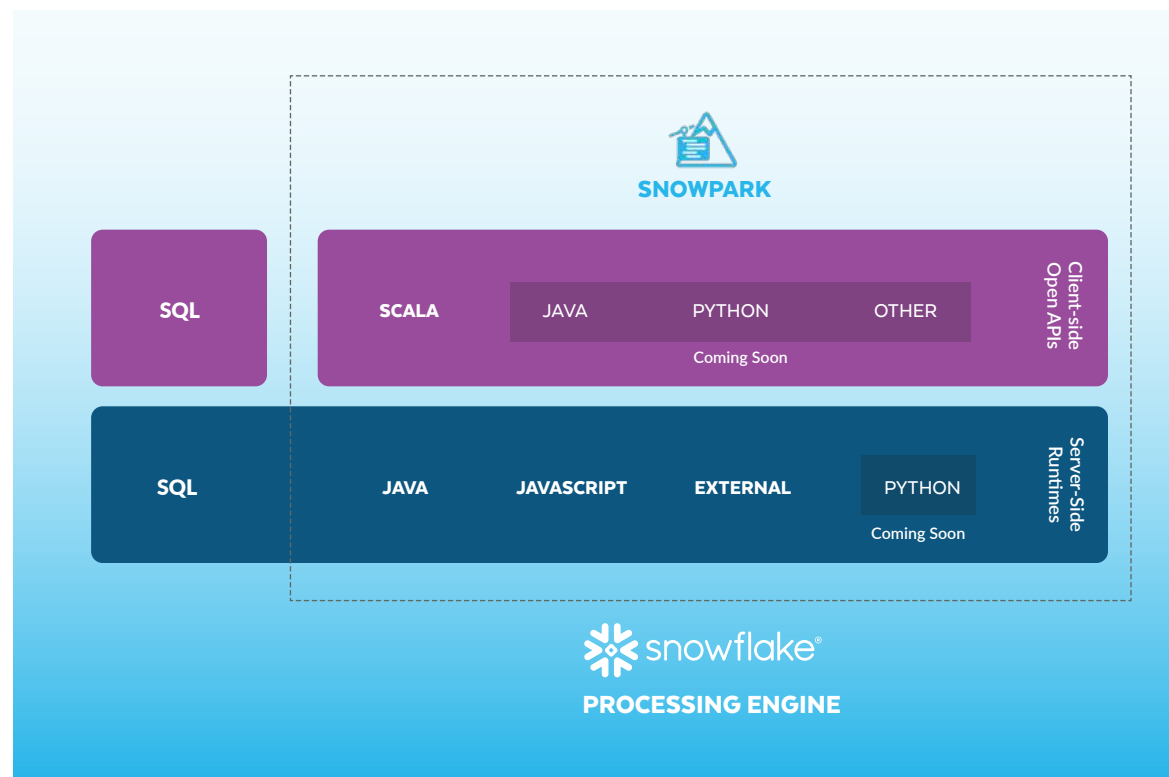 SNOWPARK
SQL
SCALA
JAVA
PYTHON
OTHER
Coming Soon
Client-side
Open APIs
SQL
JAVA
JAVASCRIPT
EXTERNAL
PYTHON
Coming Soon
Server-Side
Runtimes
snowflake®
PROCESSING ENGINE